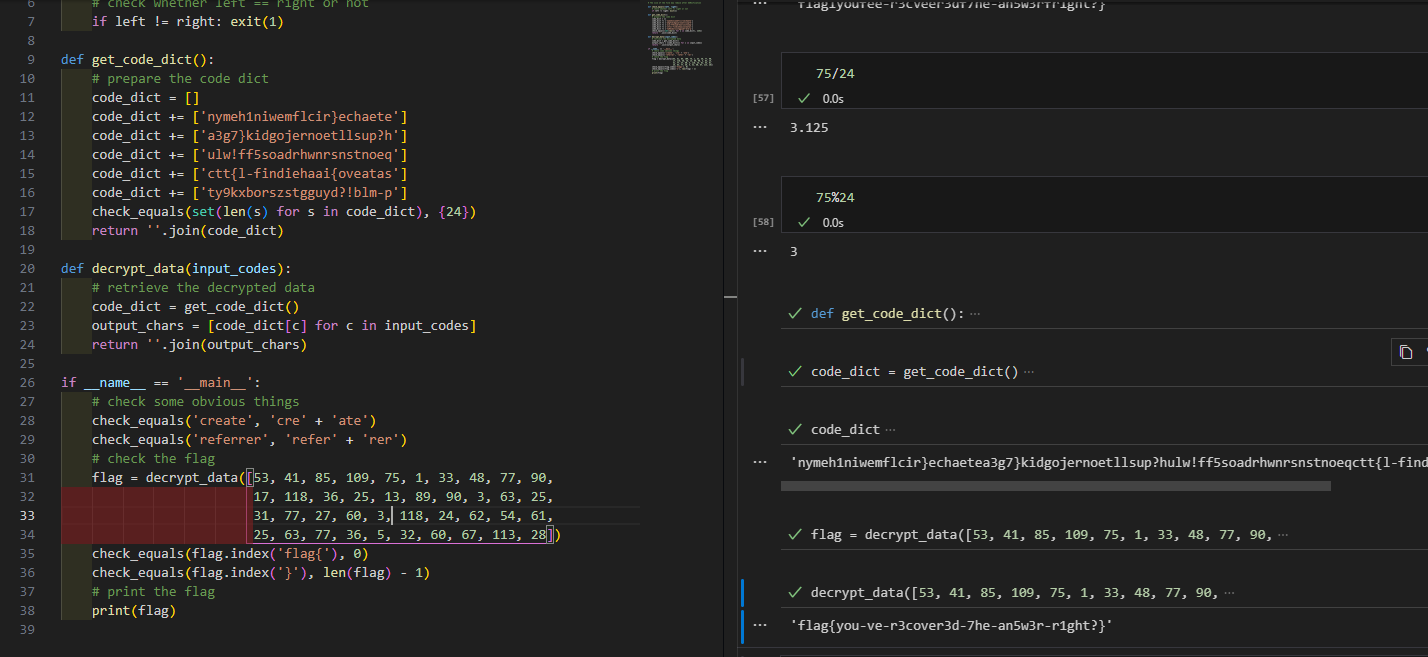 6 # check whether left == right or not
7 if left != right: exit(1)
8
9 def get_code_dict():
10 # prepare the code dict
11 code_dict = []
12 code_dict += ['nymeh1niwemflcir}echaete']
13 code_dict += ['a3g7}kidgojernoetllsup?h']
14 code_dict += ['ulw!ff5soadrhwnrsnstnoeq']
15 code_dict += ['ctt{l-findiehaai{oveatas']
16 code_dict += ['ty9kxborszstgguyd?!blm-p']
17 check_equals(set(len(s) for s in code_dict), {24})
18 return ''.join(code_dict)
19
20 def decrypt_data(input_codes):
21 # retrieve the decrypted data
22 code_dict = get_code_dict()
23 output_chars = [code_dict[c] for c in input_codes]
24 return ''.join(output_chars)
25
26 if __name__ == '__main__':
27 # check some obvious things
28 check_equals('create', 'cre' + 'ate')
29 check_equals('referrer', 'refer' + 'rer')
30 # check the flag
31 flag = decrypt_data([53, 41, 85, 109, 75, 1, 33, 48, 77, 90,
32 17, 118, 36, 25, 13, 89, 90, 3, 63, 25,
33 31, 77, 27, 60, 3, 118, 24, 62, 54, 61,
34 25, 63, 77, 36, 5, 32, 60, 67, 113, 28])
35 check_equals(flag.index('flag{'), 0)
36 check_equals(flag.index('}'), len(flag) - 1)
37 # print the flag
38 print(flag)
39
75/24
[57] ✓ 0.0s
··· 3.125
75%24
[58] ✓ 0.0s
··· 3
✓ def get_code_dict(): ···
✓ code_dict = get_code_dict() ···
✓ code_dict ···
··· 'nymeh1niwemflcir}echaetea3g7}kidgojernoetllsup?hulw!ff5soadrhwnrsnstnoeqctt{l-find
✓ flag = decrypt_data([53, 41, 85, 109, 75, 1, 33, 48, 77, 90, ···
✓ decrypt_data([53, 41, 85, 109, 75, 1, 33, 48, 77, 90, ···
··· 'flag{you-ve-r3cover3d-7he-an5w3r-r1ght?}'